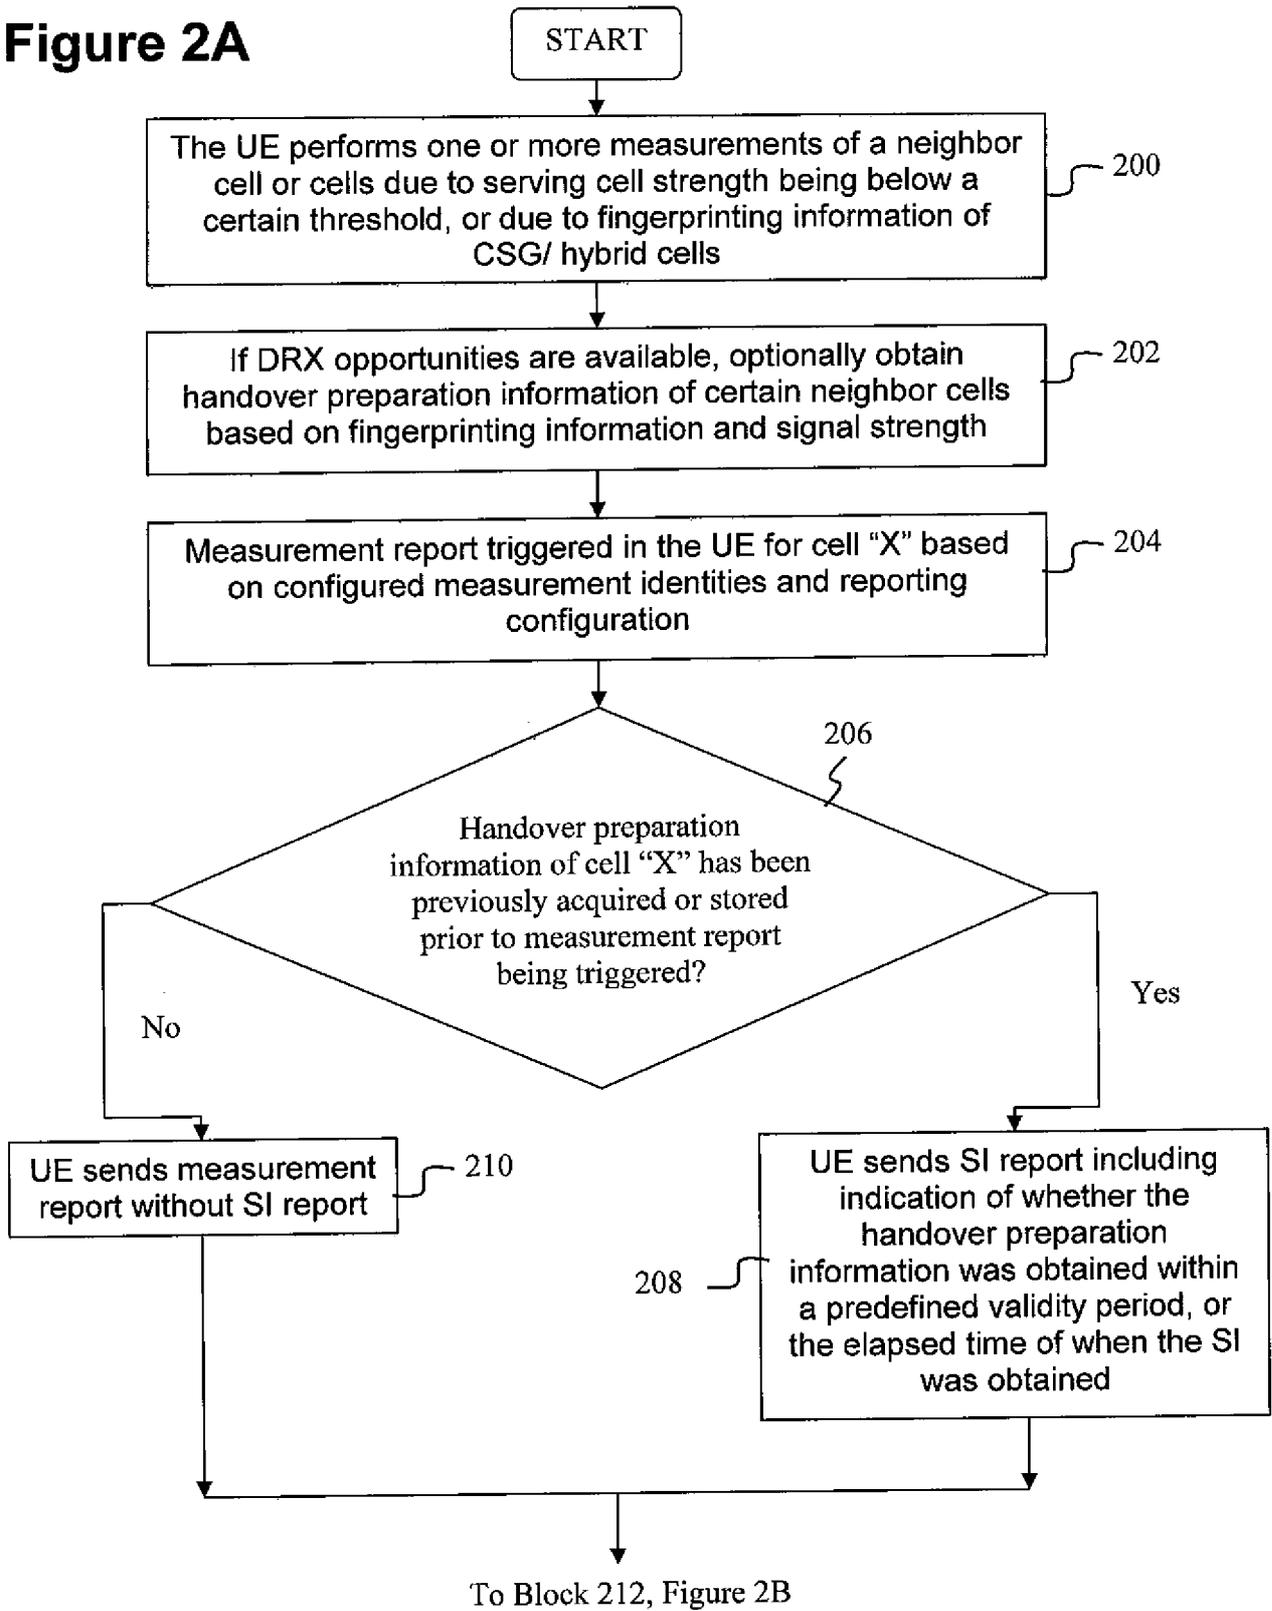 Figure 2A
START
The UE performs one or more measurements of a neighbor
cell or cells due to serving cell strength being below a
certain threshold, or due to fingerprinting information of
CSG/ hybrid cells
200
If DRX opportunities are available, optionally obtain
handover preparation information of certain neighbor cells
based on fingerprinting information and signal strength
202
Measurement report triggered in the UE for cell “X” based
on configured measurement identities and reporting
configuration
204
206
Handover preparation
information of cell “X” has been
previously acquired or stored
prior to measurement report
being triggered?
No
Yes
UE sends measurement
report without SI report
210
UE sends SI report including
indication of whether the
handover preparation
information was obtained within
a predefined validity period, or
the elapsed time of when the SI
was obtained
208
To Block 212, Figure 2B